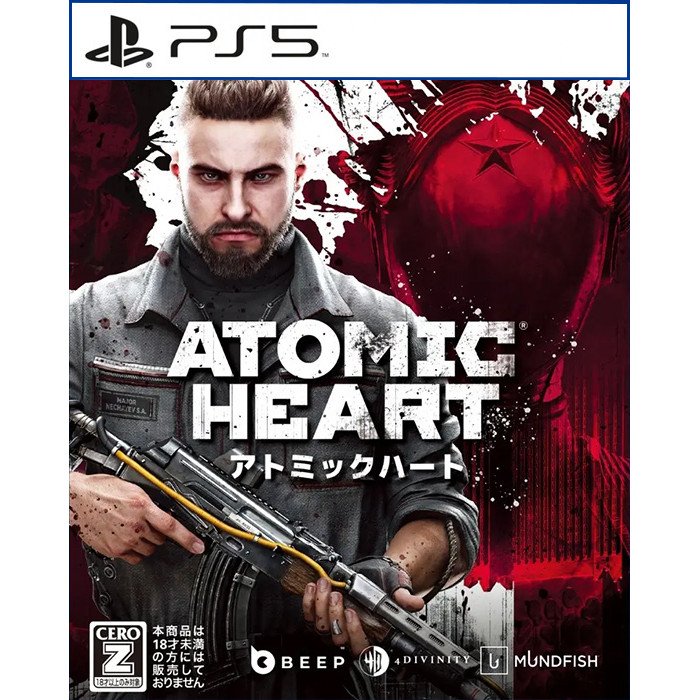 PS5
™
®
ATOMIC
®
HEART
アトミックハート
MAJOR
NECHAYEV S.A.
CERO
Z
18才以上のみ対象
本商品は
18才未満
の方には
販売して
おりません
BEEP 4DIVINITY MUNDFISH